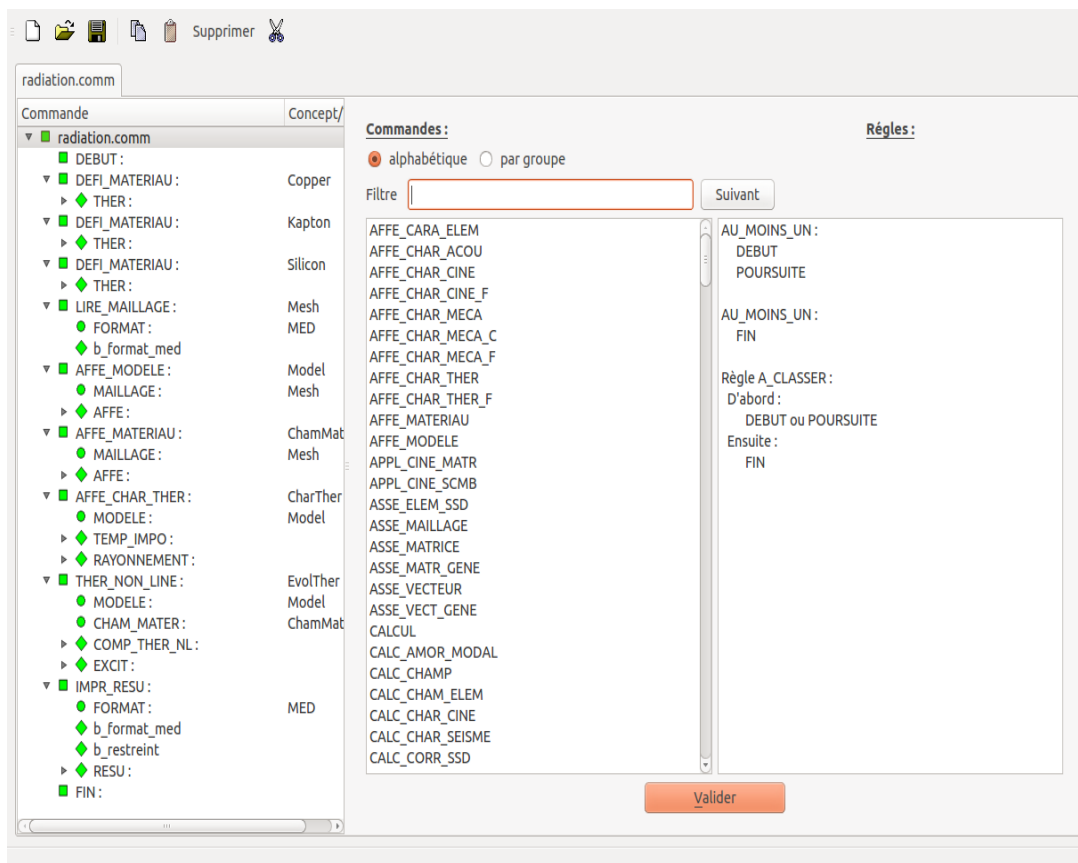 Supprimer
radiation.comm
Commande Concept/
radiation.comm
DEBUT :
DEFI_MATERIAU : Copper
THER :
DEFI_MATERIAU : Kapton
THER :
DEFI_MATERIAU : Silicon
THER :
LIRE_MAILLAGE : Mesh
FORMAT : MED
b_format_med
AFFE_MODELE : Model
MAILLAGE : Mesh
AFFE :
AFFE_MATERIAU : ChamMat
MAILLAGE : Mesh
AFFE :
AFFE_CHAR_THER : CharTher
MODELE : Model
TEMP_IMPO :
RAYONNEMENT :
THER_NON_LINE : EvolTher
MODELE : Model
CHAM_MATER : ChamMat
COMP_THER_NL :
EXCIT :
IMPR_RESU :
FORMAT : MED
b_format_med
b_restreint
RESU :
FIN :
Commandes :
alphabétique par groupe
Filtre Suivant
AFFE_CARA_ELEM
AFFE_CHAR_ACOU
AFFE_CHAR_CINE
AFFE_CHAR_CINE_F
AFFE_CHAR_MECA
AFFE_CHAR_MECA_C
AFFE_CHAR_MECA_F
AFFE_CHAR_THER
AFFE_CHAR_THER_F
AFFE_MATERIAU
AFFE_MODELE
APPL_CINE_MATR
APPL_CINE_SCMB
ASSE_ELEM_SSD
ASSE_MAILLAGE
ASSE_MATRICE
ASSE_MATR_GENE
ASSE_VECTEUR
ASSE_VECT_GENE
CALCUL
CALC_AMOR_MODAL
CALC_CHAMP
CALC_CHAM_ELEM
CALC_CHAR_CINE
CALC_CHAR_SEISME
CALC_CORR_SSD
Régles :
AU_MOINS_UN :
DEBUT
POURSUITE
AU_MOINS_UN :
FIN
Règle A_CLASSER :
D'abord :
DEBUT ou POURSUITE
Ensuite :
FIN
Valider